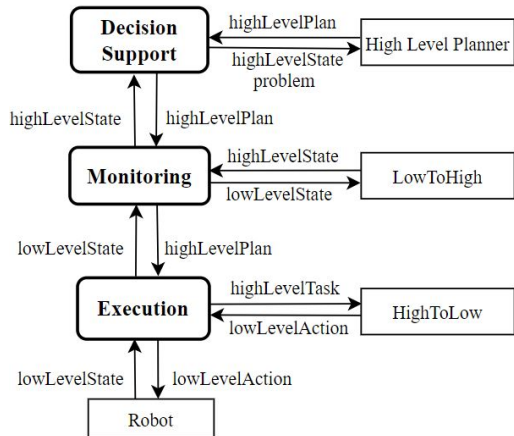 Decision
Support
highLevelPlan
highLevelState
problem
High Level Planner
highLevelState
highLevelPlan
Monitoring
highLevelState
lowLevelState
LowToHigh
lowLevelState
highLevelPlan
Execution
highLevelTask
lowLevelAction
HighToLow
lowLevelState
lowLevelAction
Robot